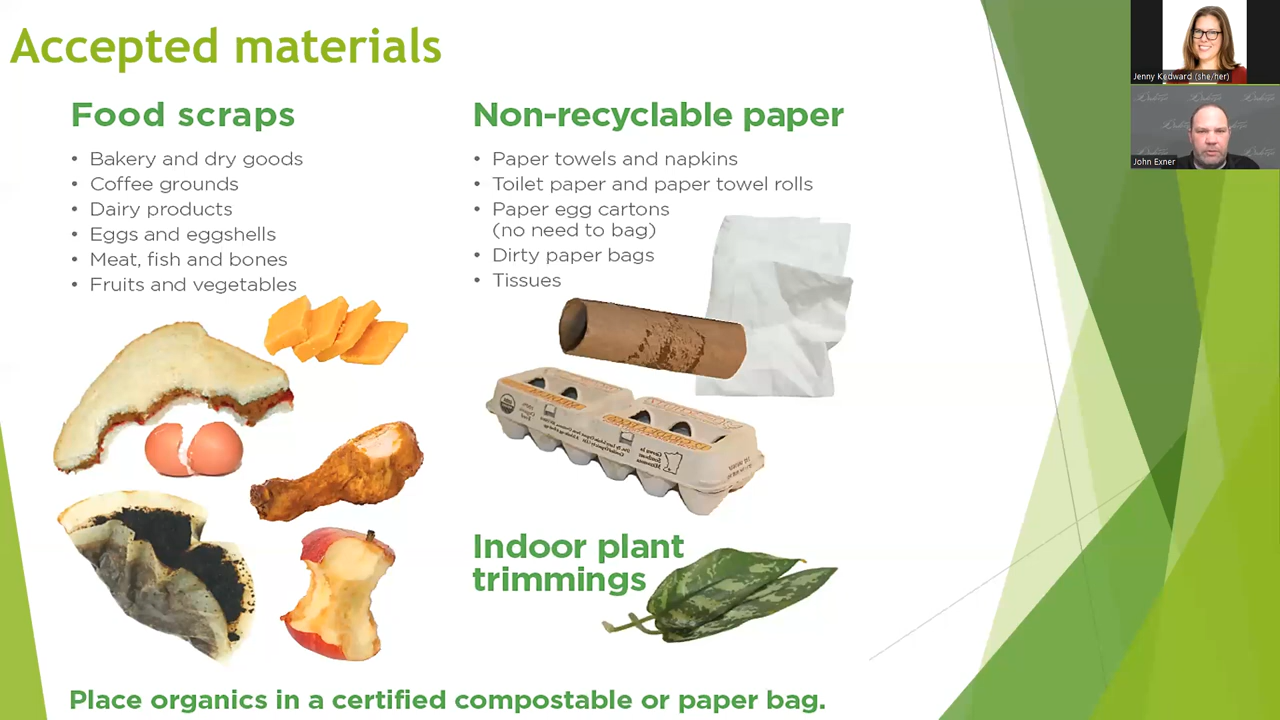 Accepted materials
Food scraps
• Bakery and dry goods
• Coffee grounds
• Dairy products
• Eggs and eggshells
• Meat, fish and bones
• Fruits and vegetables
Non-recyclable paper
• Paper towels and napkins
• Toilet paper and paper towel rolls
• Paper egg cartons
(no need to bag)
• Dirty paper bags
• Tissues
Indoor plant
trimmings
Place organics in a certified compostable or paper bag.
Jenny Kedward (she/her)
John Exner